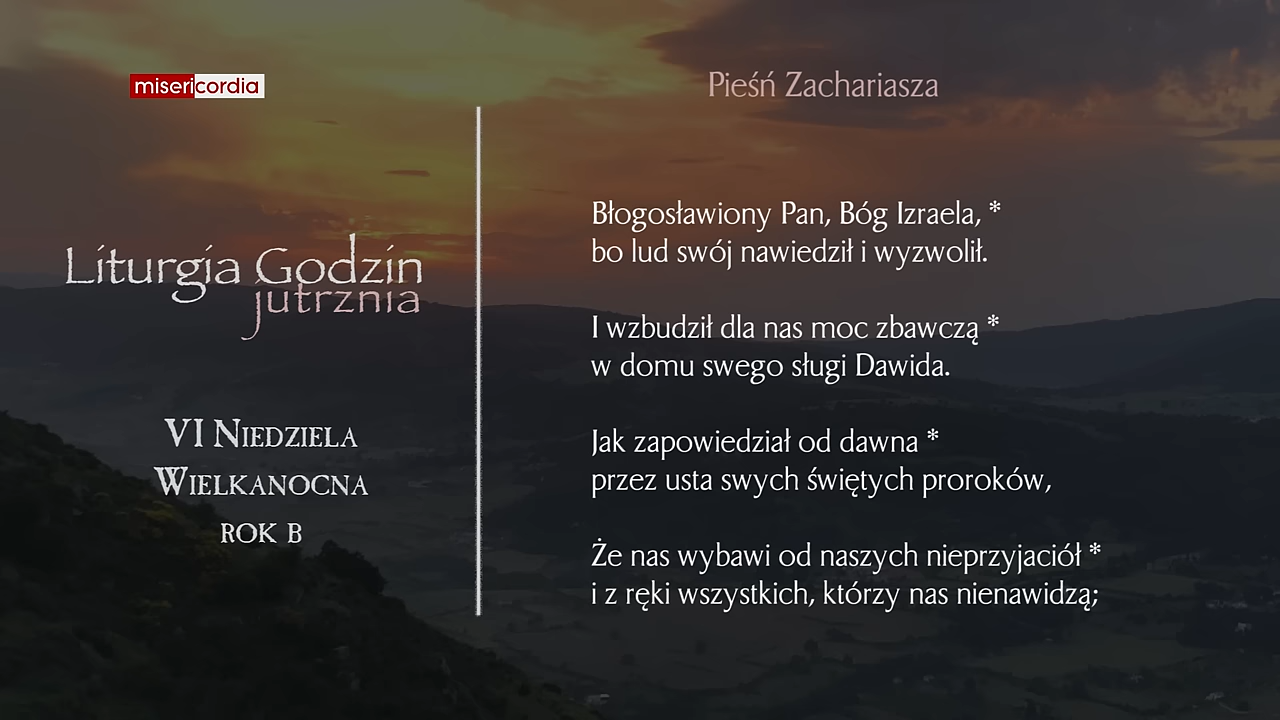 misericordia
Liturgia Godzin
jutrznia
VI Niedziela
Wielkanocna
rok B
Pieśń Zachariasza
Błogosławiony Pan, Bóg Izraela, *
bo lud swój nawiedził i wyzwolił.
I wzbudził dla nas moc zbawczą *
w domu swego sługi Dawida.
Jak zapowiedział od dawna *
przez usta swych świętych proroków,
Że nas wybawi od naszych nieprzyjaciół *
i z ręki wszystkich, którzy nas nienawidzą;